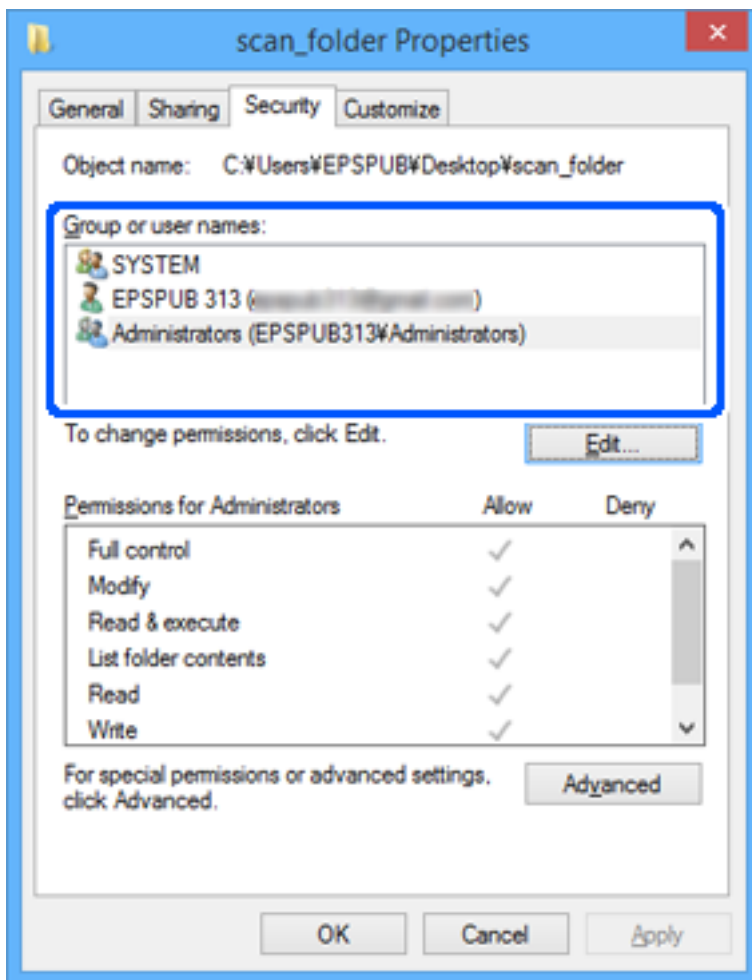 scan_folder Properties
General Sharing Security Customize
Object name: C:¥Users¥EPSPUB¥Desktop¥scan_folder
Group or user names:
SYSTEM
EPSPUB 313 ( )
Administrators (EPSPUB313¥Administrators)
To change permissions, click Edit.
Edit...
Permissions for Administrators Allow Deny
Full control
Modify
Read & execute
List folder contents
Read
Write
For special permissions or advanced settings,
click Advanced.
Advanced
OK Cancel Apply